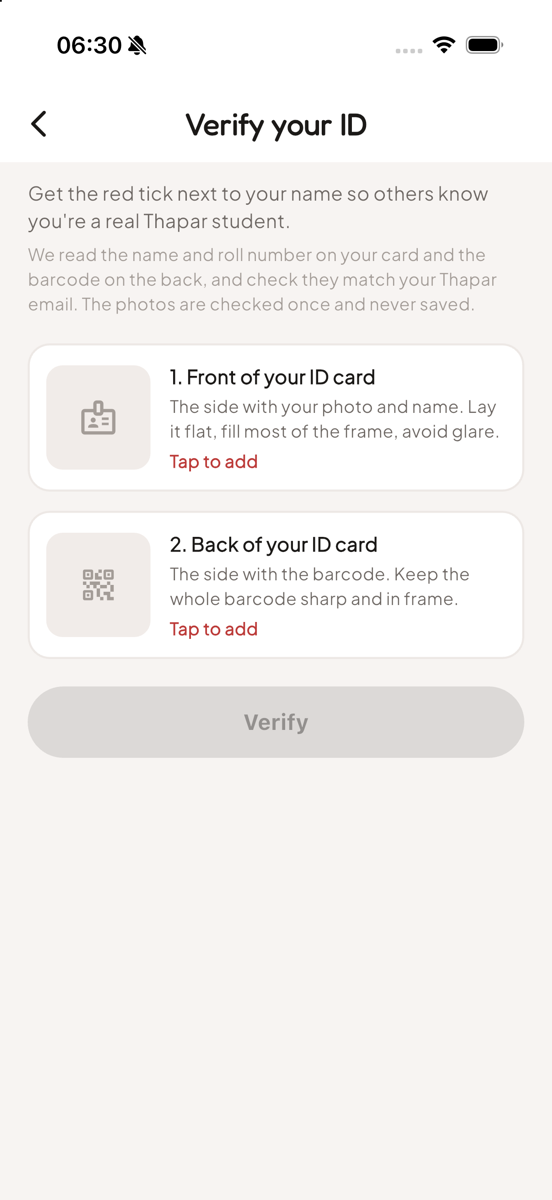 06:30
Verify your ID
Get the red tick next to your name so others know
you're a real Thapar student.
We read the name and roll number on your card and the
barcode on the back, and check they match your Thapar
email. The photos are checked once and never saved.
1. Front of your ID card
The side with your photo and name. Lay
it flat, fill most of the frame, avoid glare.
Tap to add
2. Back of your ID card
The side with the barcode. Keep the
whole barcode sharp and in frame.
Tap to add
Verify